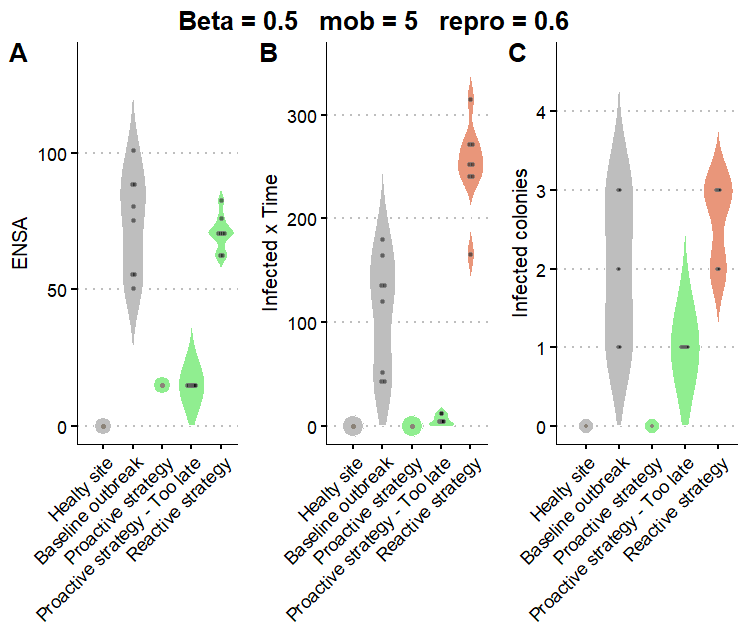 Beta = 0.5 mob = 5 repro = 0.6
A
ENSA
100
50
0
Healty site
Baseline outbreak
Proactive strategy
Proactive strategy - Too late
Reactive strategy
B
Infected x Time
300
200
100
0
Healty site
Baseline outbreak
Proactive strategy
Proactive strategy - Too late
Reactive strategy
C
Infected colonies
4
3
2
1
0
Healty site
Baseline outbreak
Proactive strategy
Proactive strategy - Too late
Reactive strategy